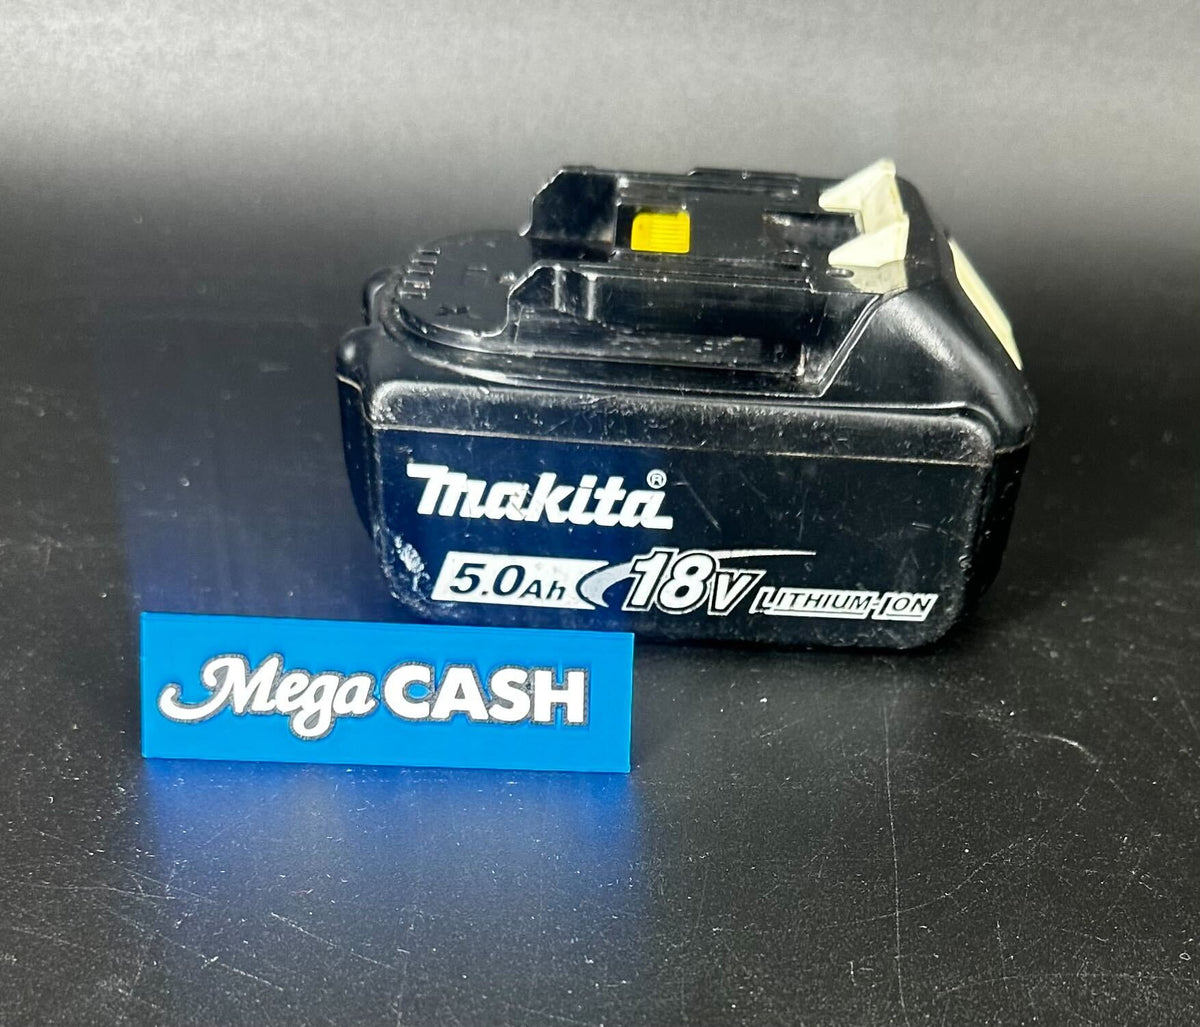 Makita®
5.0Ah 18V LITHIUM-ION
Mega CASH